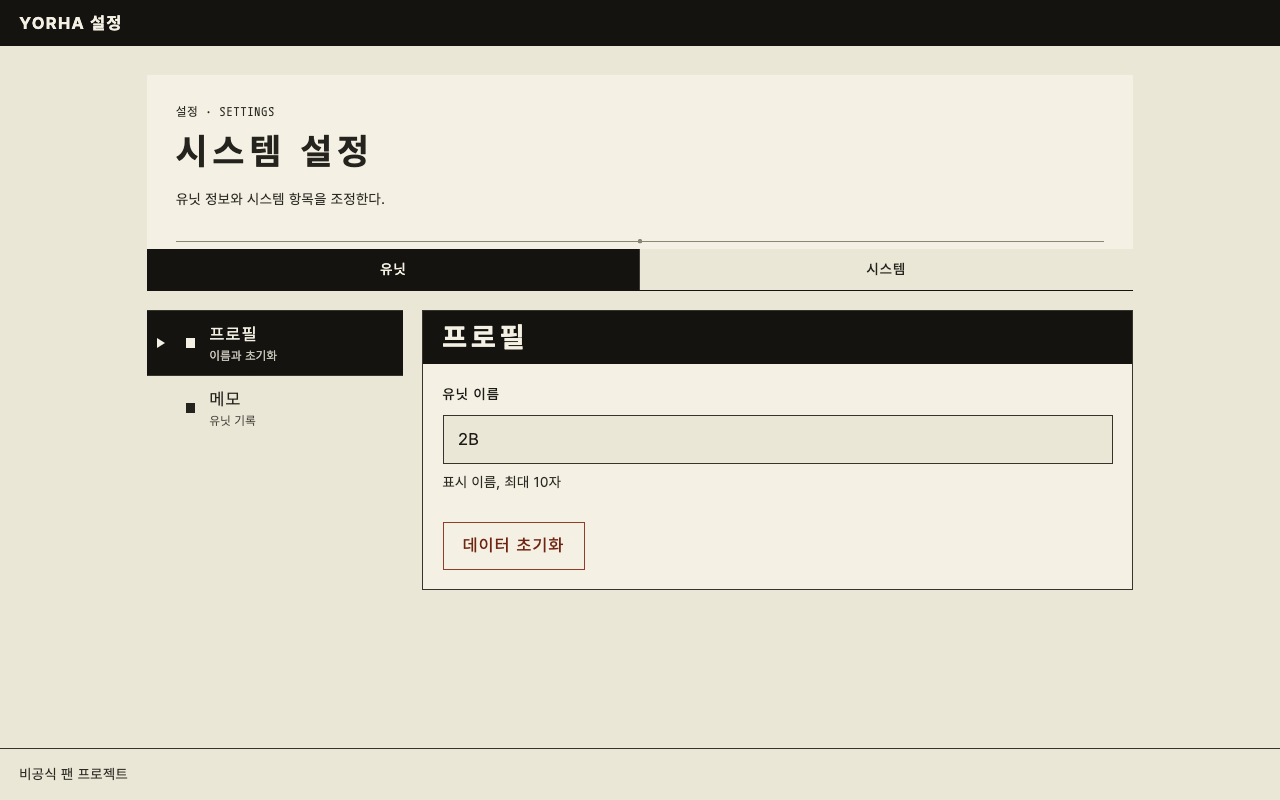 YORHA 설정
설정 · SETTINGS
시스템 설정
유닛 정보와 시스템 항목을 조정한다.
유닛
시스템
프로필
이름과 초기화
메모
유닛 기록
프로필
유닛 이름
2B
표시 이름, 최대 10자
데이터 초기화
비공식 팬 프로젝트